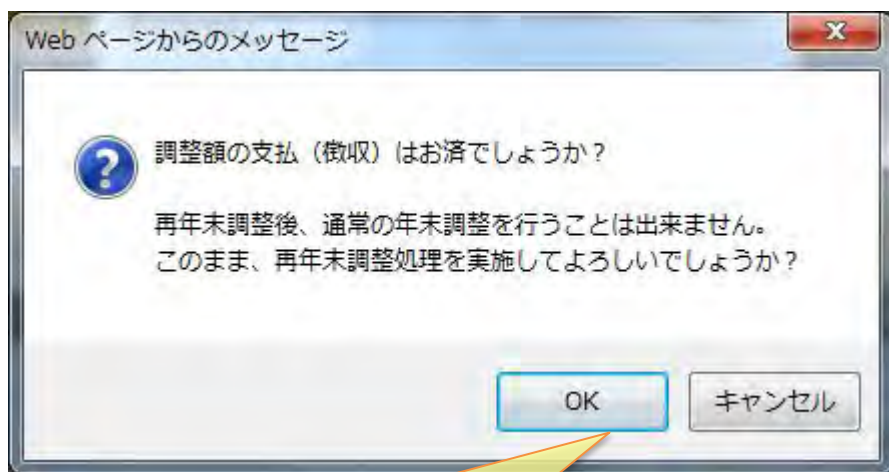 Web ページからのメッセージ
調整額の支払（徴収）はお済でしょうか？
再年末調整後、通常の年末調整を行うことは出来ません。
このまま、再年末調整処理を実施してよろしいでしょうか？
OK
キャンセル